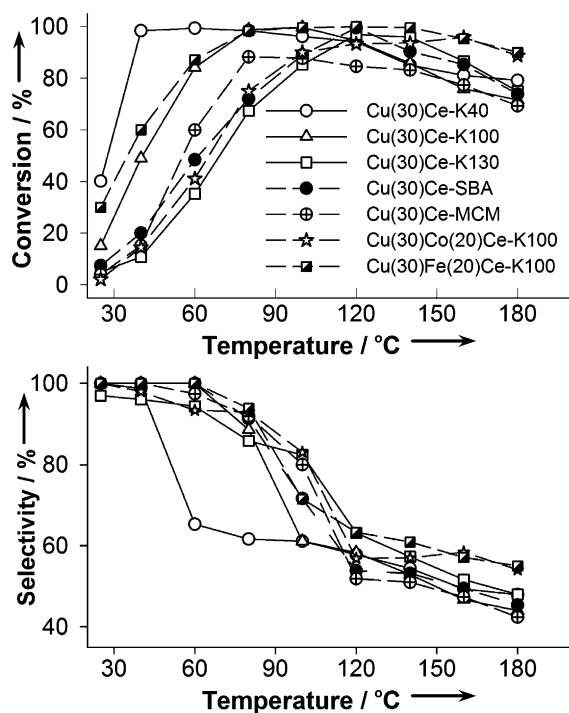 Conversion / %
100
80
60
40
20
0
Cu(30)Ce-K40
Cu(30)Ce-K100
Cu(30)Ce-K130
Cu(30)Ce-SBA
Cu(30)Ce-MCM
Cu(30)Co(20)Ce-K100
Cu(30)Fe(20)Ce-K100
30 60 90 120 150 180
Temperature / °C
Selectivity / %
100
80
60
40
30 60 90 120 150 180
Temperature / °C